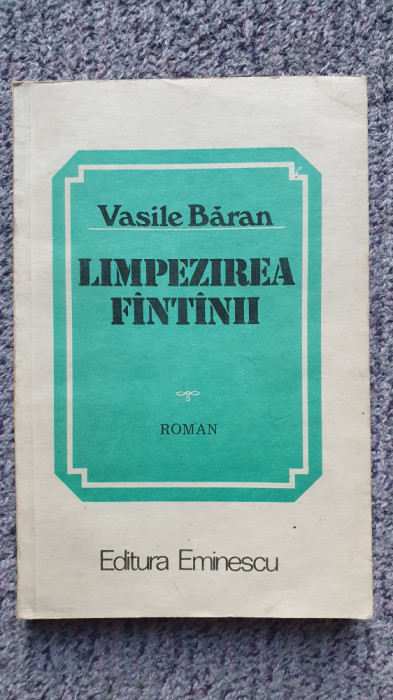 Vasile Băran
LIMPEZIREA
FÎNTÎNII
ROMAN
Editura Eminescu